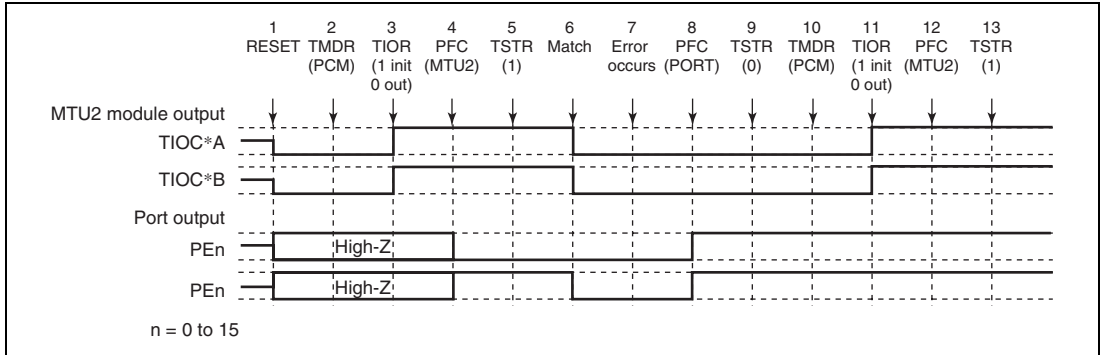 1 2 3 4 5 6 7 8 9 10 11 12 13
RESET TMDR TIOR PFC TSTR Match Error PFC TSTR TMDR TIOR PFC TSTR
(PCM) (1 init (MTU2) (1) occurs (PORT) (0) (PCM) (1 init (MTU2) (1)
0 out) 0 out)
MTU2 module output
TIOC*A
TIOC*B
Port output
PEn High-Z
PEn High-Z
n = 0 to 15